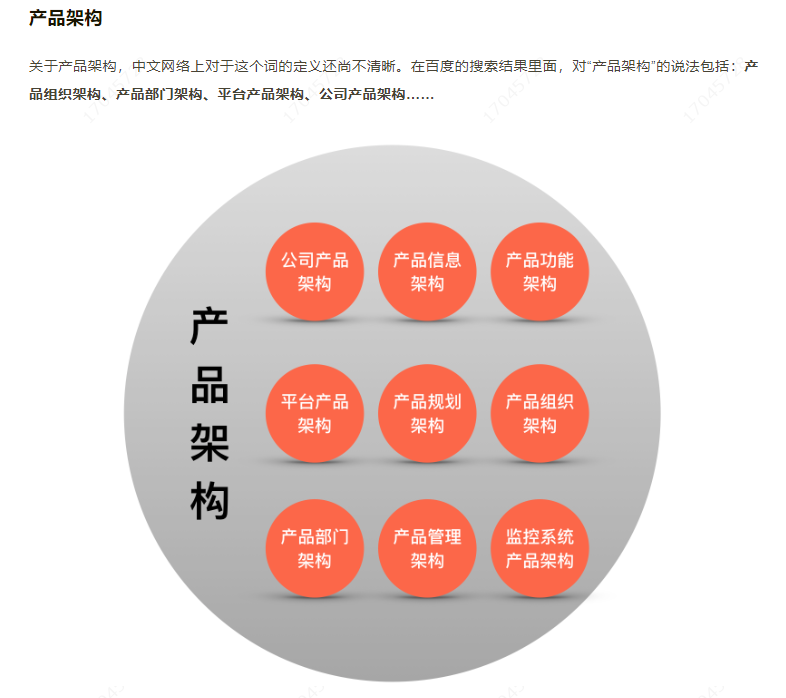 产品架构
关于产品架构，中文网络上对于这个词的定义还尚不清晰。在百度的搜索结果里面，对“产品架构”的说法包括：产
品组织架构、产品部门架构、平台产品架构、公司产品架构……
产
品
架
构
公司产品
架构
产品信息
架构
产品功能
架构
平台产品
架构
产品规划
架构
产品组织
架构
产品部门
架构
产品管理
架构
监控系统
产品架构